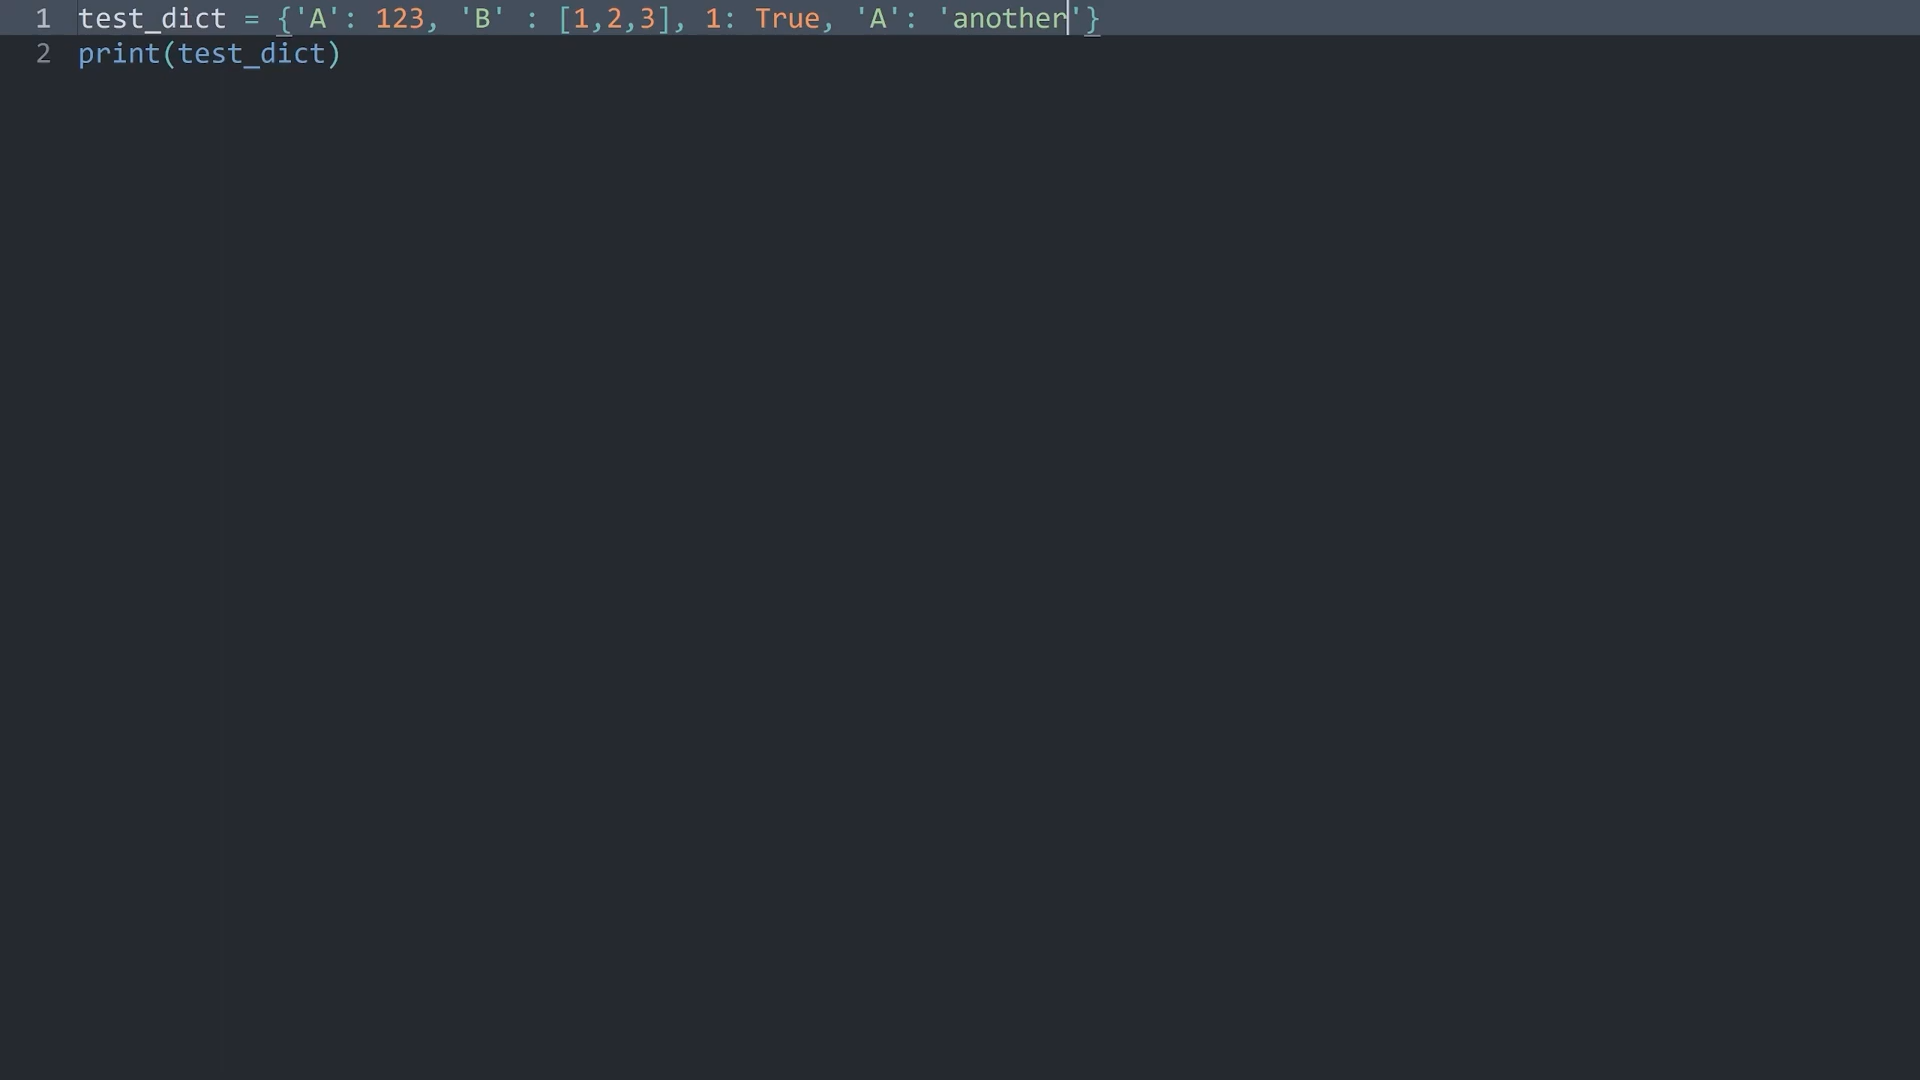 1 test_dict = {'A': 123, 'B' : [1,2,3], 1: True, 'A': 'another'}
2 print(test_dict)